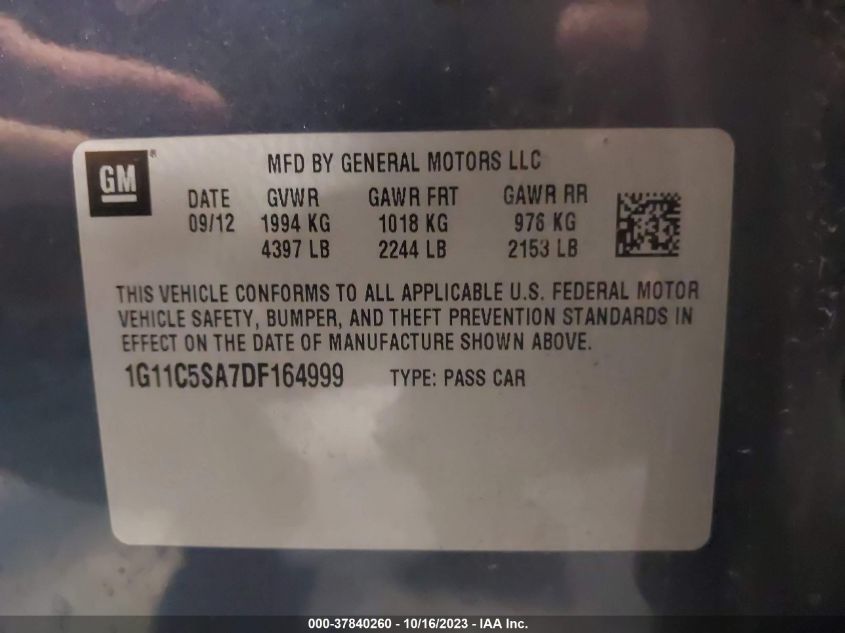 GM ® MFD BY GENERAL MOTORS LLC
DATE GVWR GAWR FRT GAWR RR
09/12 1994 KG 1018 KG 976 KG
4397 LB 2244 LB 2153 LB
THIS VEHICLE CONFORMS TO ALL APPLICABLE U.S. FEDERAL MOTOR
VEHICLE SAFETY, BUMPER, AND THEFT PREVENTION STANDARDS IN
EFFECT ON THE DATE OF MANUFACTURE SHOWN ABOVE.
1G11C5SA7DF164999 TYPE: PASS CAR
000-37840260 - 10/16/2023 - IAA Inc.